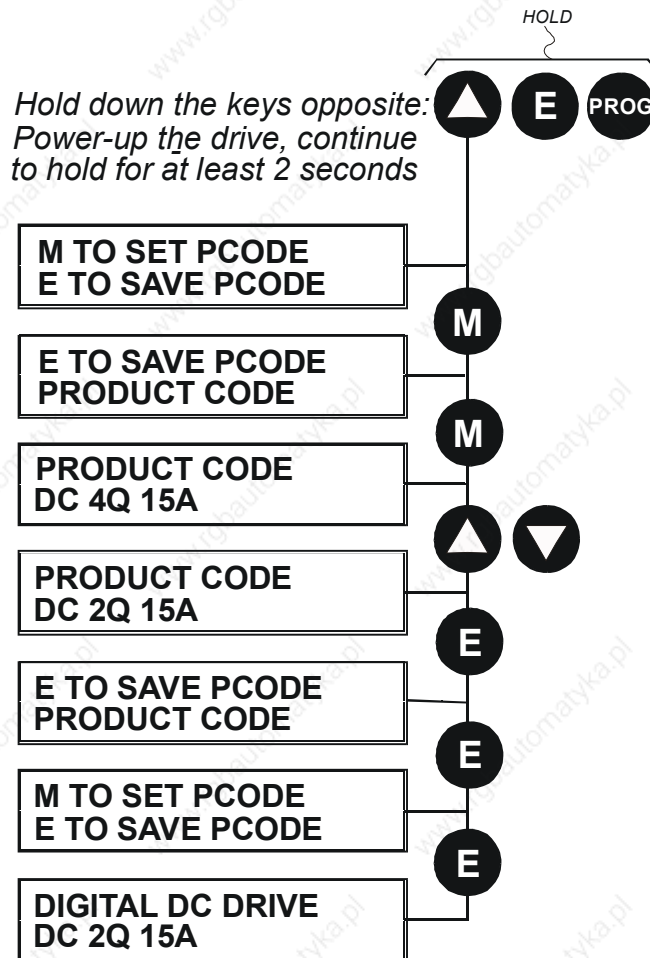 HOLD
Hold down the keys opposite:
Power-up the drive, continue
to hold for at least 2 seconds
E
PROG
M TO SET PCODE
E TO SAVE PCODE
M
E TO SAVE PCODE
PRODUCT CODE
M
PRODUCT CODE
DC 4Q 15A
PRODUCT CODE
DC 2Q 15A
E
E TO SAVE PCODE
PRODUCT CODE
E
M TO SET PCODE
E TO SAVE PCODE
E
DIGITAL DC DRIVE
DC 2Q 15A
www.rgbautomatyka.pl